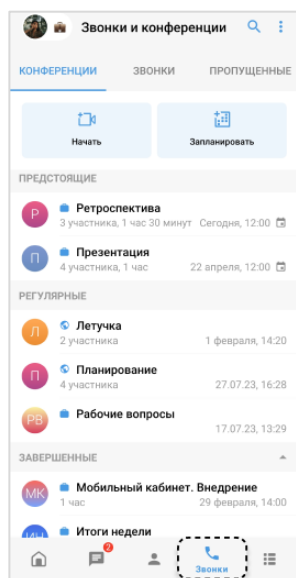 Звонки и конференции
КОНФЕРЕНЦИИ ЗВОНКИ ПРОПУЩЕННЫЕ
Начать Запланировать
ПРЕДСТОЯЩИЕ
Р Ретроспектива
3 участника, 1 час 30 минут Сегодня, 12:00
П Презентация
4 участника, 1 час 22 апреля, 12:00
РЕГУЛЯРНЫЕ
Л Летучка
2 участника 1 февраля, 14:20
П Планирование
4 участника 27.07.23, 16:28
РВ Рабочие вопросы
17.07.23, 13:29
ЗАВЕРШЕННЫЕ
МК Мобильный кабинет. Внедрение
1 час 29 февраля, 14:00
ИН Итоги недели
2
Звонки